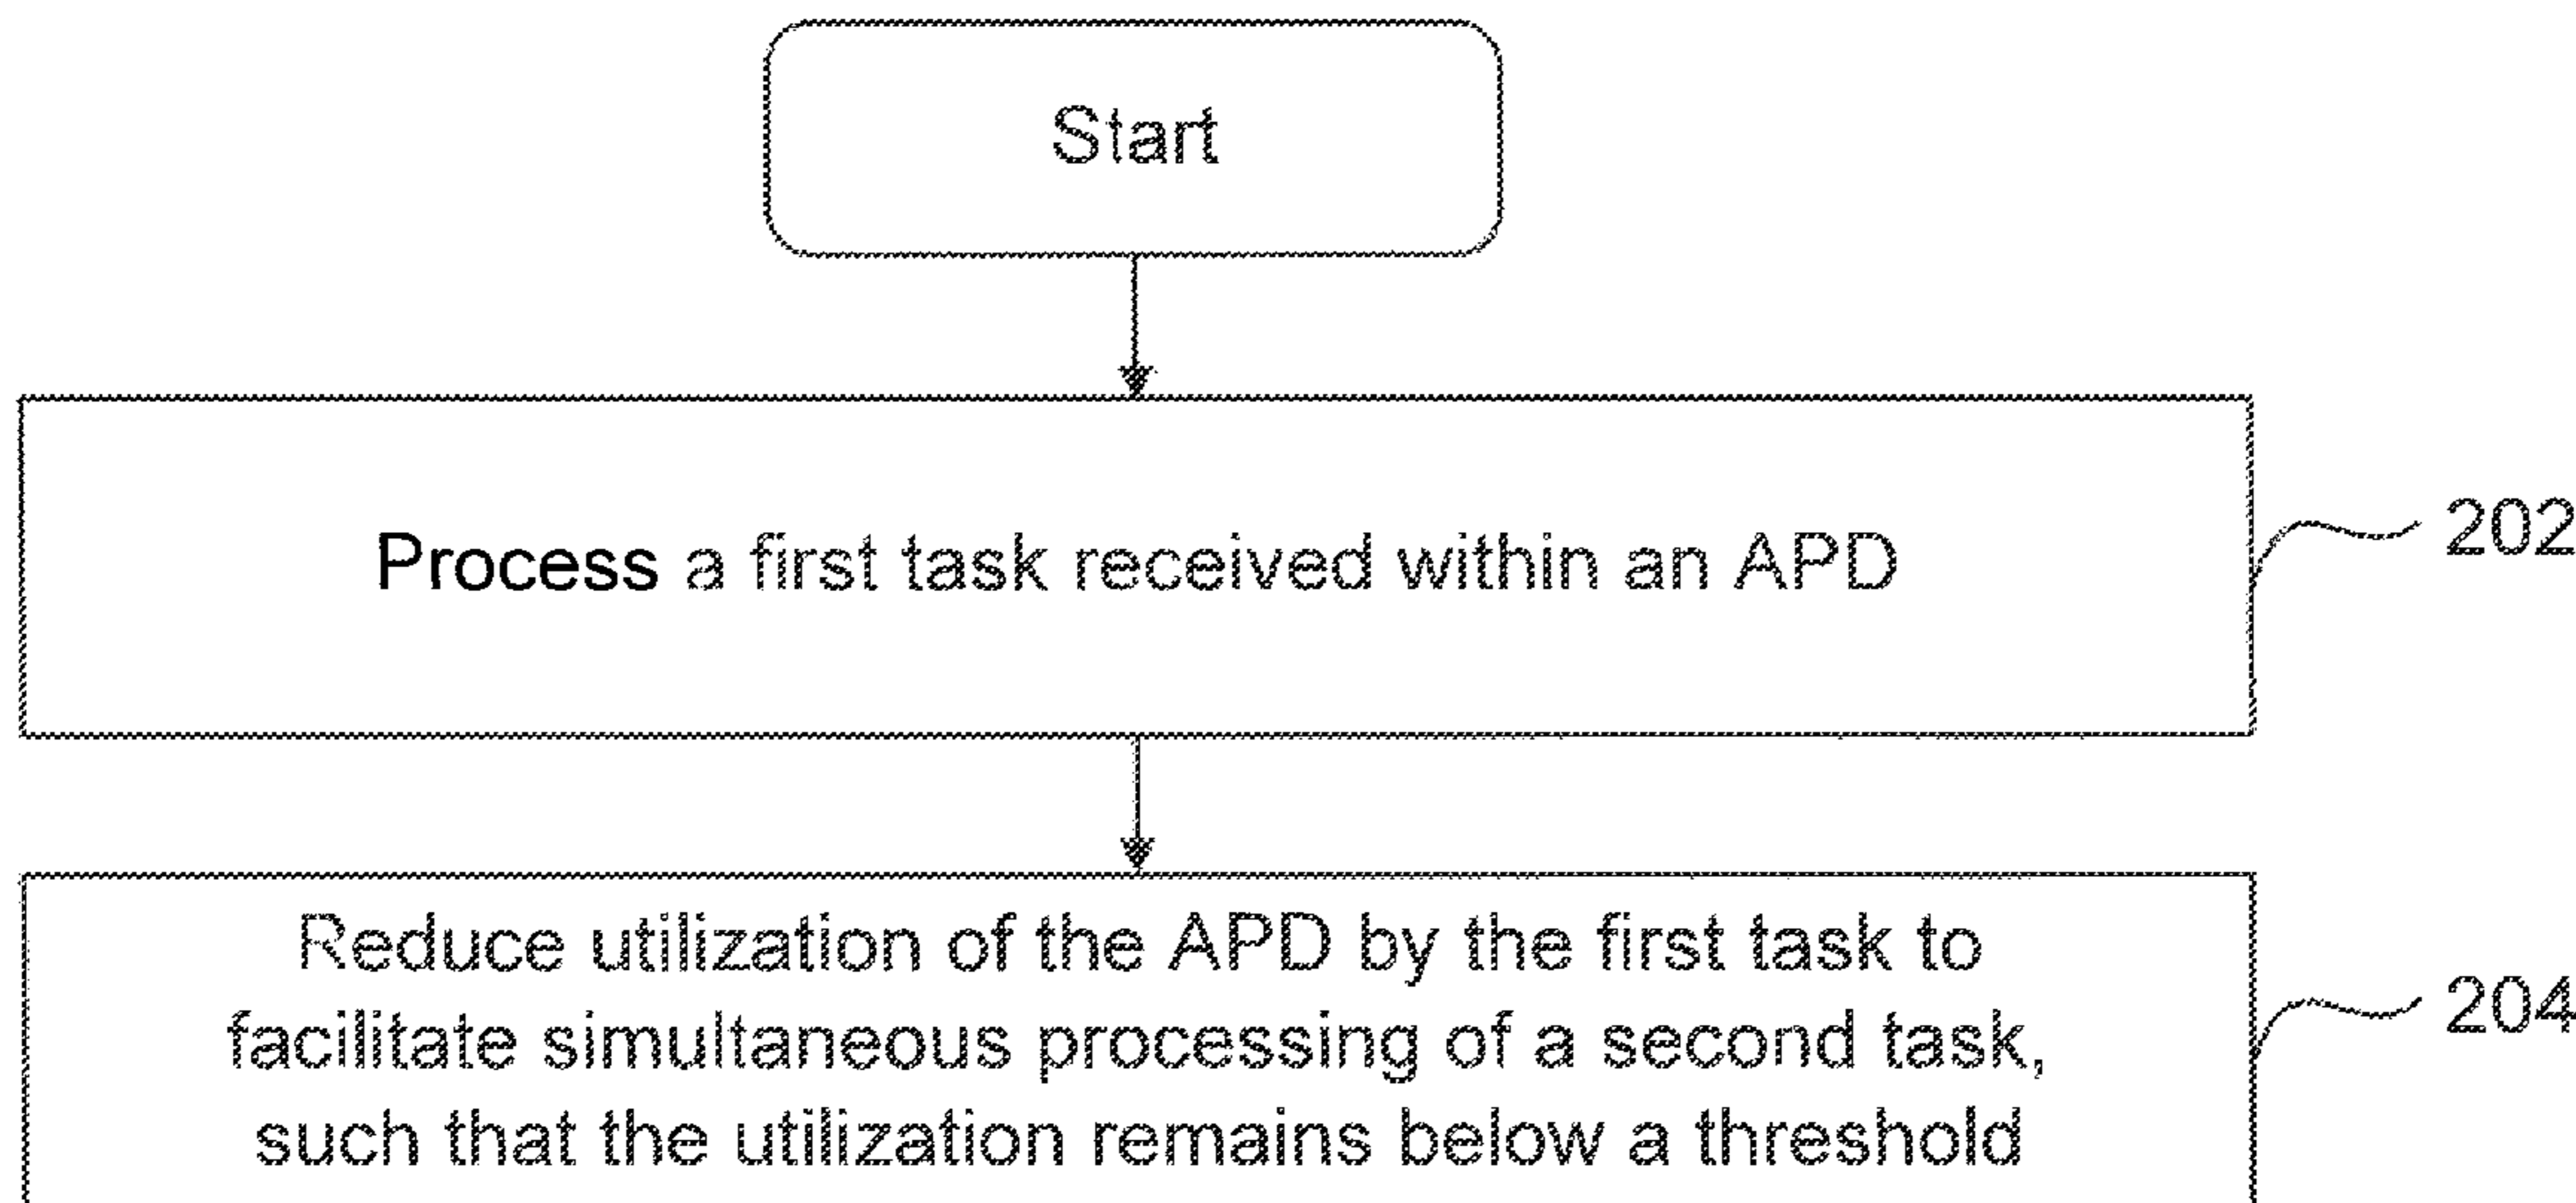 Start
Process a first task received within an APD
202
Reduce utilization of the APD by the first task to
facilitate simultaneous processing of a second task,
204
such that the utilization remains below a threshold